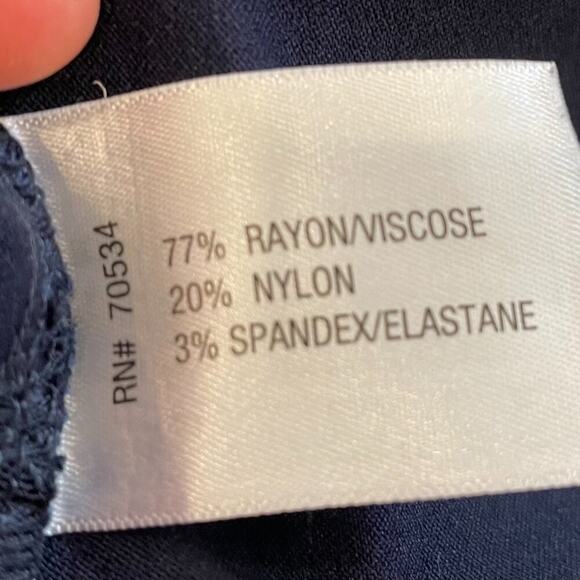 77% RAYON/VISCOSE
20% NYLON
3% SPANDEX/ELASTANE
RN# 70534